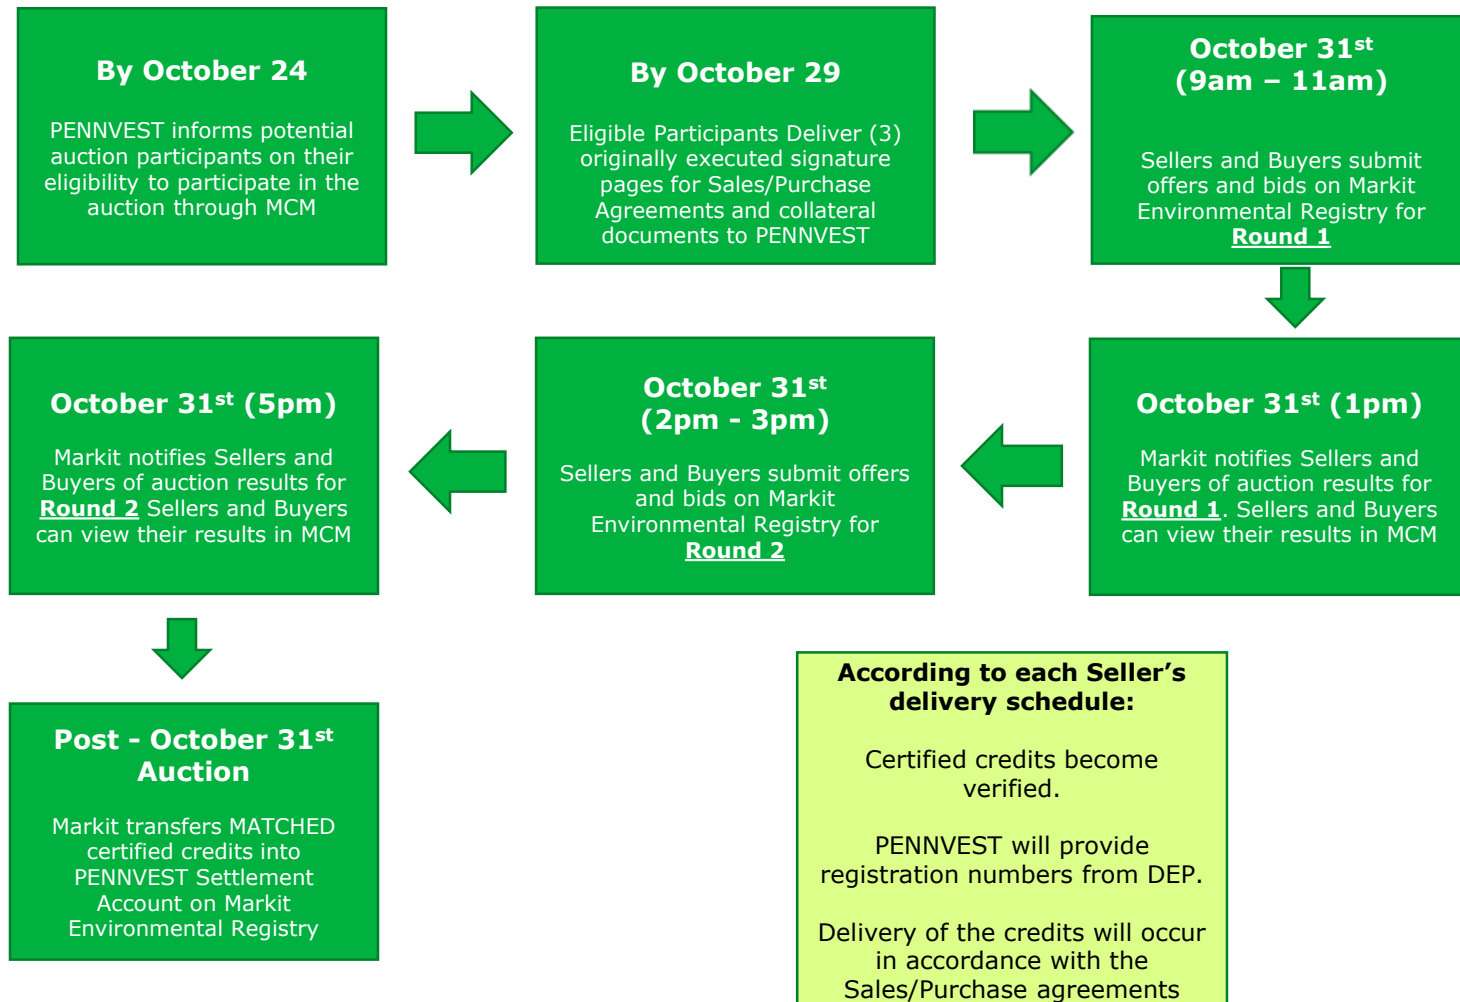 By October 24
PENNVEST informs potential
auction participants on their
eligibility to participate in the
auction through MCM
By October 29
Eligible Participants Deliver (3)
originally executed signature
pages for Sales/Purchase
Agreements and collateral
documents to PENNVEST
October 31st
(9am – 11am)
Sellers and Buyers submit
offers and bids on Markit
Environmental Registry for
Round 1
October 31st (1pm)
Markit notifies Sellers and
Buyers of auction results for
Round 1. Sellers and Buyers
can view their results in MCM
October 31st
(2pm - 3pm)
Sellers and Buyers submit offers
and bids on Markit
Environmental Registry for
Round 2
October 31st (5pm)
Markit notifies Sellers and
Buyers of auction results for
Round 2 Sellers and Buyers
can view their results in MCM
Post - October 31st
Auction
Markit transfers MATCHED
certified credits into
PENNVEST Settlement
Account on Markit
Environmental Registry
According to each Seller’s
delivery schedule:
Certified credits become
verified.
PENNVEST will provide
registration numbers from DEP.
Delivery of the credits will occur
in accordance with the
Sales/Purchase agreements